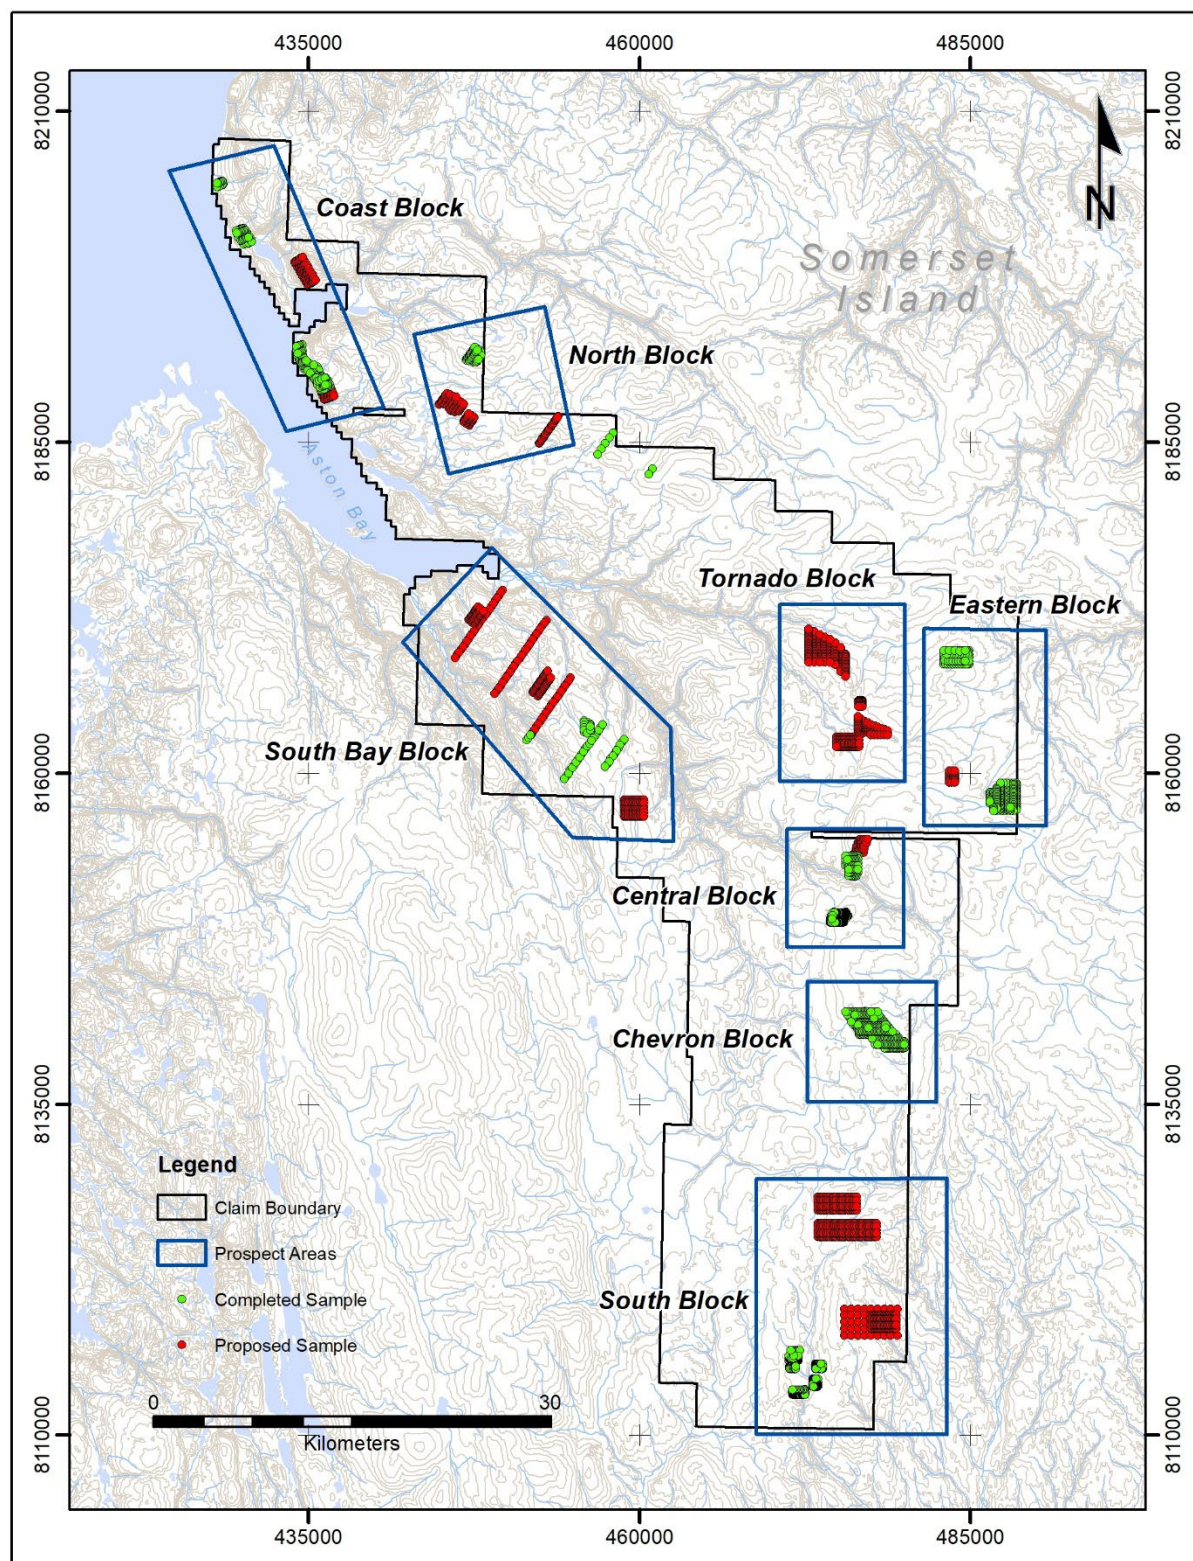 435000
460000
485000
8210000
8210000
N
Coast Block
Somerset
Island
North Block
8185000
8185000
Aston Bay
Tornado Block
Eastern Block
South Bay Block
8160000
8160000
Central Block
Chevron Block
8135000
8135000
Legend
Claim Boundary
Prospect Areas
Completed Sample
Proposed Sample
South Block
0
30
Kilometers
8110000
8110000
435000
460000
485000